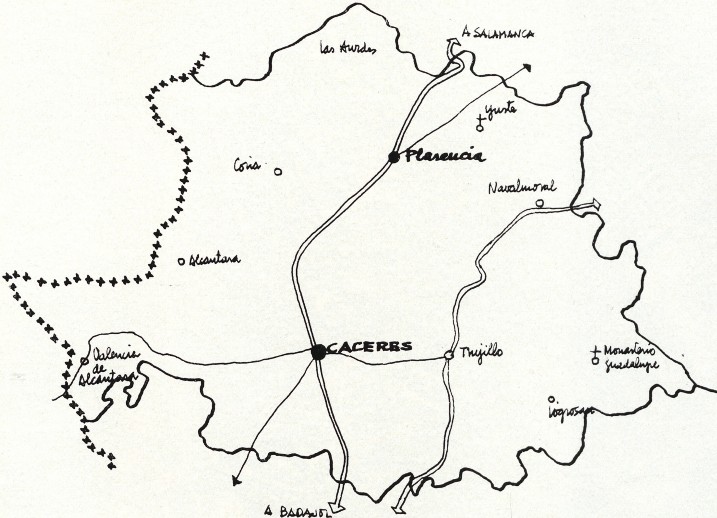 A SALAMANCA
Las Hurdes
Yuste
Plasencia
Coria
Navalmoral
Alcantara
CACERES
Trujillo
Valencia
de
Alcantara
Monasterio
Guadalupe
Logrosan
A BADAJOZ